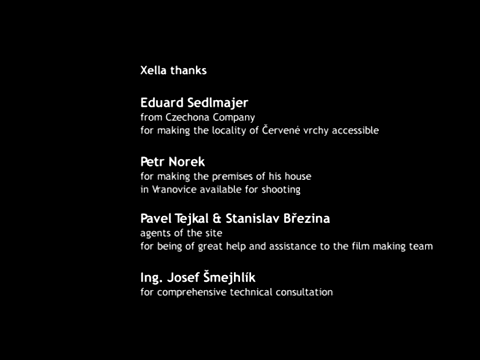 Xella thanks
Eduard Sedlmajer
from Czechona Company
for making the locality of Červené vrchy accessible
Petr Norek
for making the premises of his house
in Vranovice available for shooting
Pavel Tejkal & Stanislav Březina
agents of the site
for being of great help and assistance to the film making team
Ing. Josef Šmejhlík
for comprehensive technical consultation